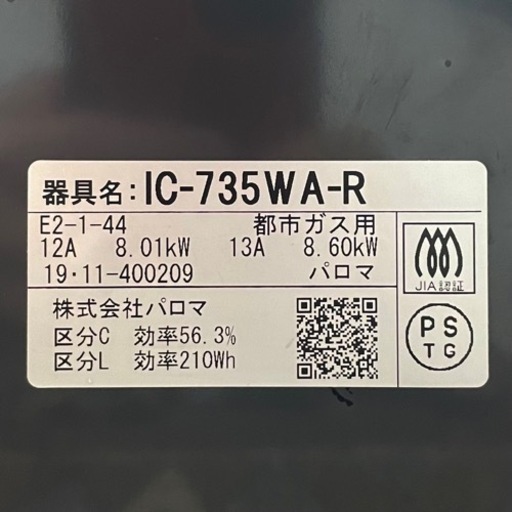 器具名: IC-735WA-R
E2-1-44 都市ガス用
12A 8.01kW 13A 8.60kW
19・11-400209 パロマ
JIA認証
株式会社パロマ
区分C 効率56.3%
区分L 効率210Wh
PS
TG